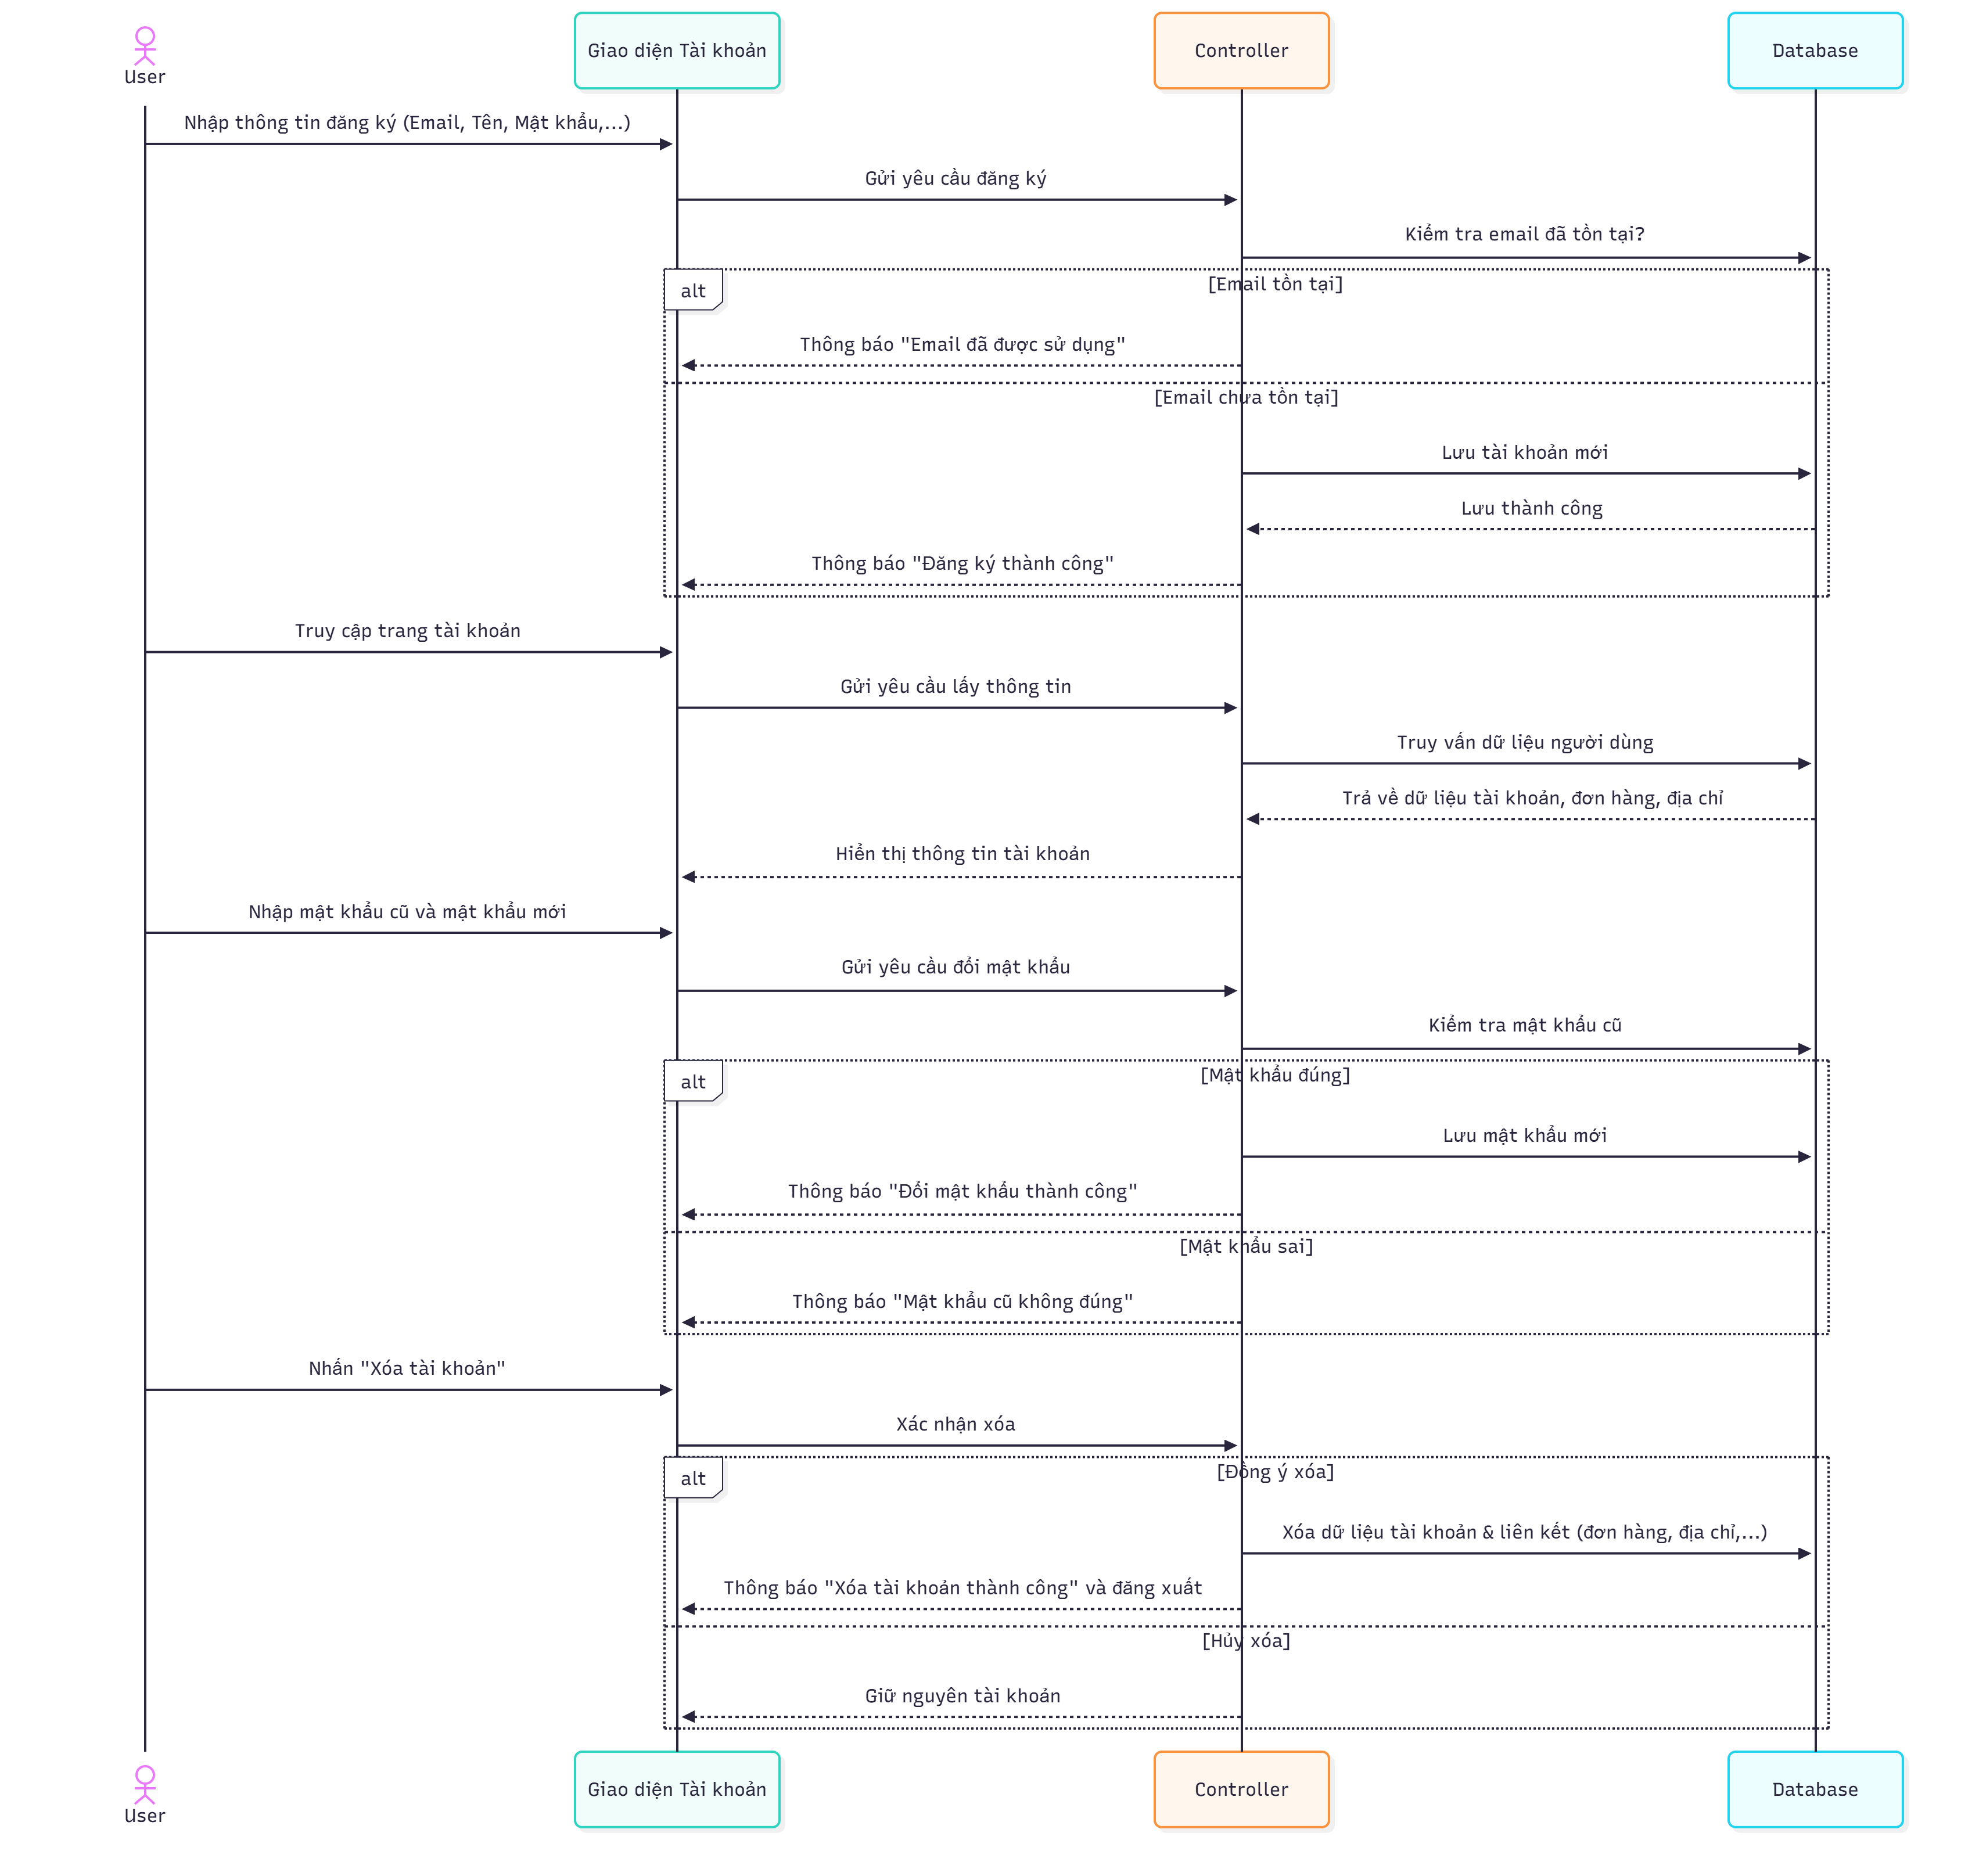 User
Giao diện Tài khoản
Controller
Database
Nhập thông tin đăng ký (Email, Tên, Mật khẩu,...)
Gửi yêu cầu đăng ký
Kiểm tra email đã tồn tại?
alt
[Email tồn tại]
Thông báo "Email đã được sử dụng"
[Email chưa tồn tại]
Lưu tài khoản mới
Lưu thành công
Thông báo "Đăng ký thành công"
Truy cập trang tài khoản
Gửi yêu cầu lấy thông tin
Truy vấn dữ liệu người dùng
Trả về dữ liệu tài khoản, đơn hàng, địa chỉ
Hiển thị thông tin tài khoản
Nhập mật khẩu cũ và mật khẩu mới
Gửi yêu cầu đổi mật khẩu
Kiểm tra mật khẩu cũ
alt
[Mật khẩu đúng]
Lưu mật khẩu mới
Thông báo "Đổi mật khẩu thành công"
[Mật khẩu sai]
Thông báo "Mật khẩu cũ không đúng"
Nhấn "Xóa tài khoản"
Xác nhận xóa
alt
[Đồng ý xóa]
Xóa dữ liệu tài khoản & liên kết (đơn hàng, địa chỉ,...)
Thông báo "Xóa tài khoản thành công" và đăng xuất
[Hủy xóa]
Giữ nguyên tài khoản
User
Giao diện Tài khoản
Controller
Database